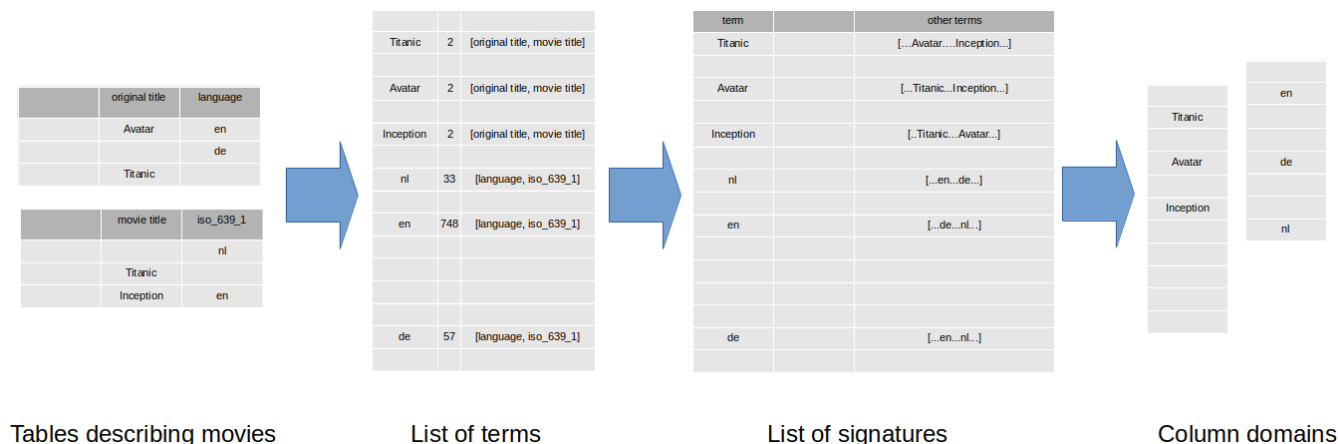 original title language
Avatar en
de
Titanic
movie title iso_639_1
nl
Titanic
Inception en
Tables describing movies
Titanic 2 [original title, movie title]
Avatar 2 [original title, movie title]
Inception 2 [original title, movie title]
nl 33 [language, iso_639_1]
en 748 [language, iso_639_1]
de 57 [language, iso_639_1]
List of terms
term other terms
Titanic [...Avatar....Inception...]
Avatar [...Titanic...Inception...]
Inception [..Titanic...Avatar...]
nl [...en...de...]
en [...de...nl...]
de [...en...nl...]
List of signatures
Titanic
Avatar
Inception
en
de
nl
Column domains